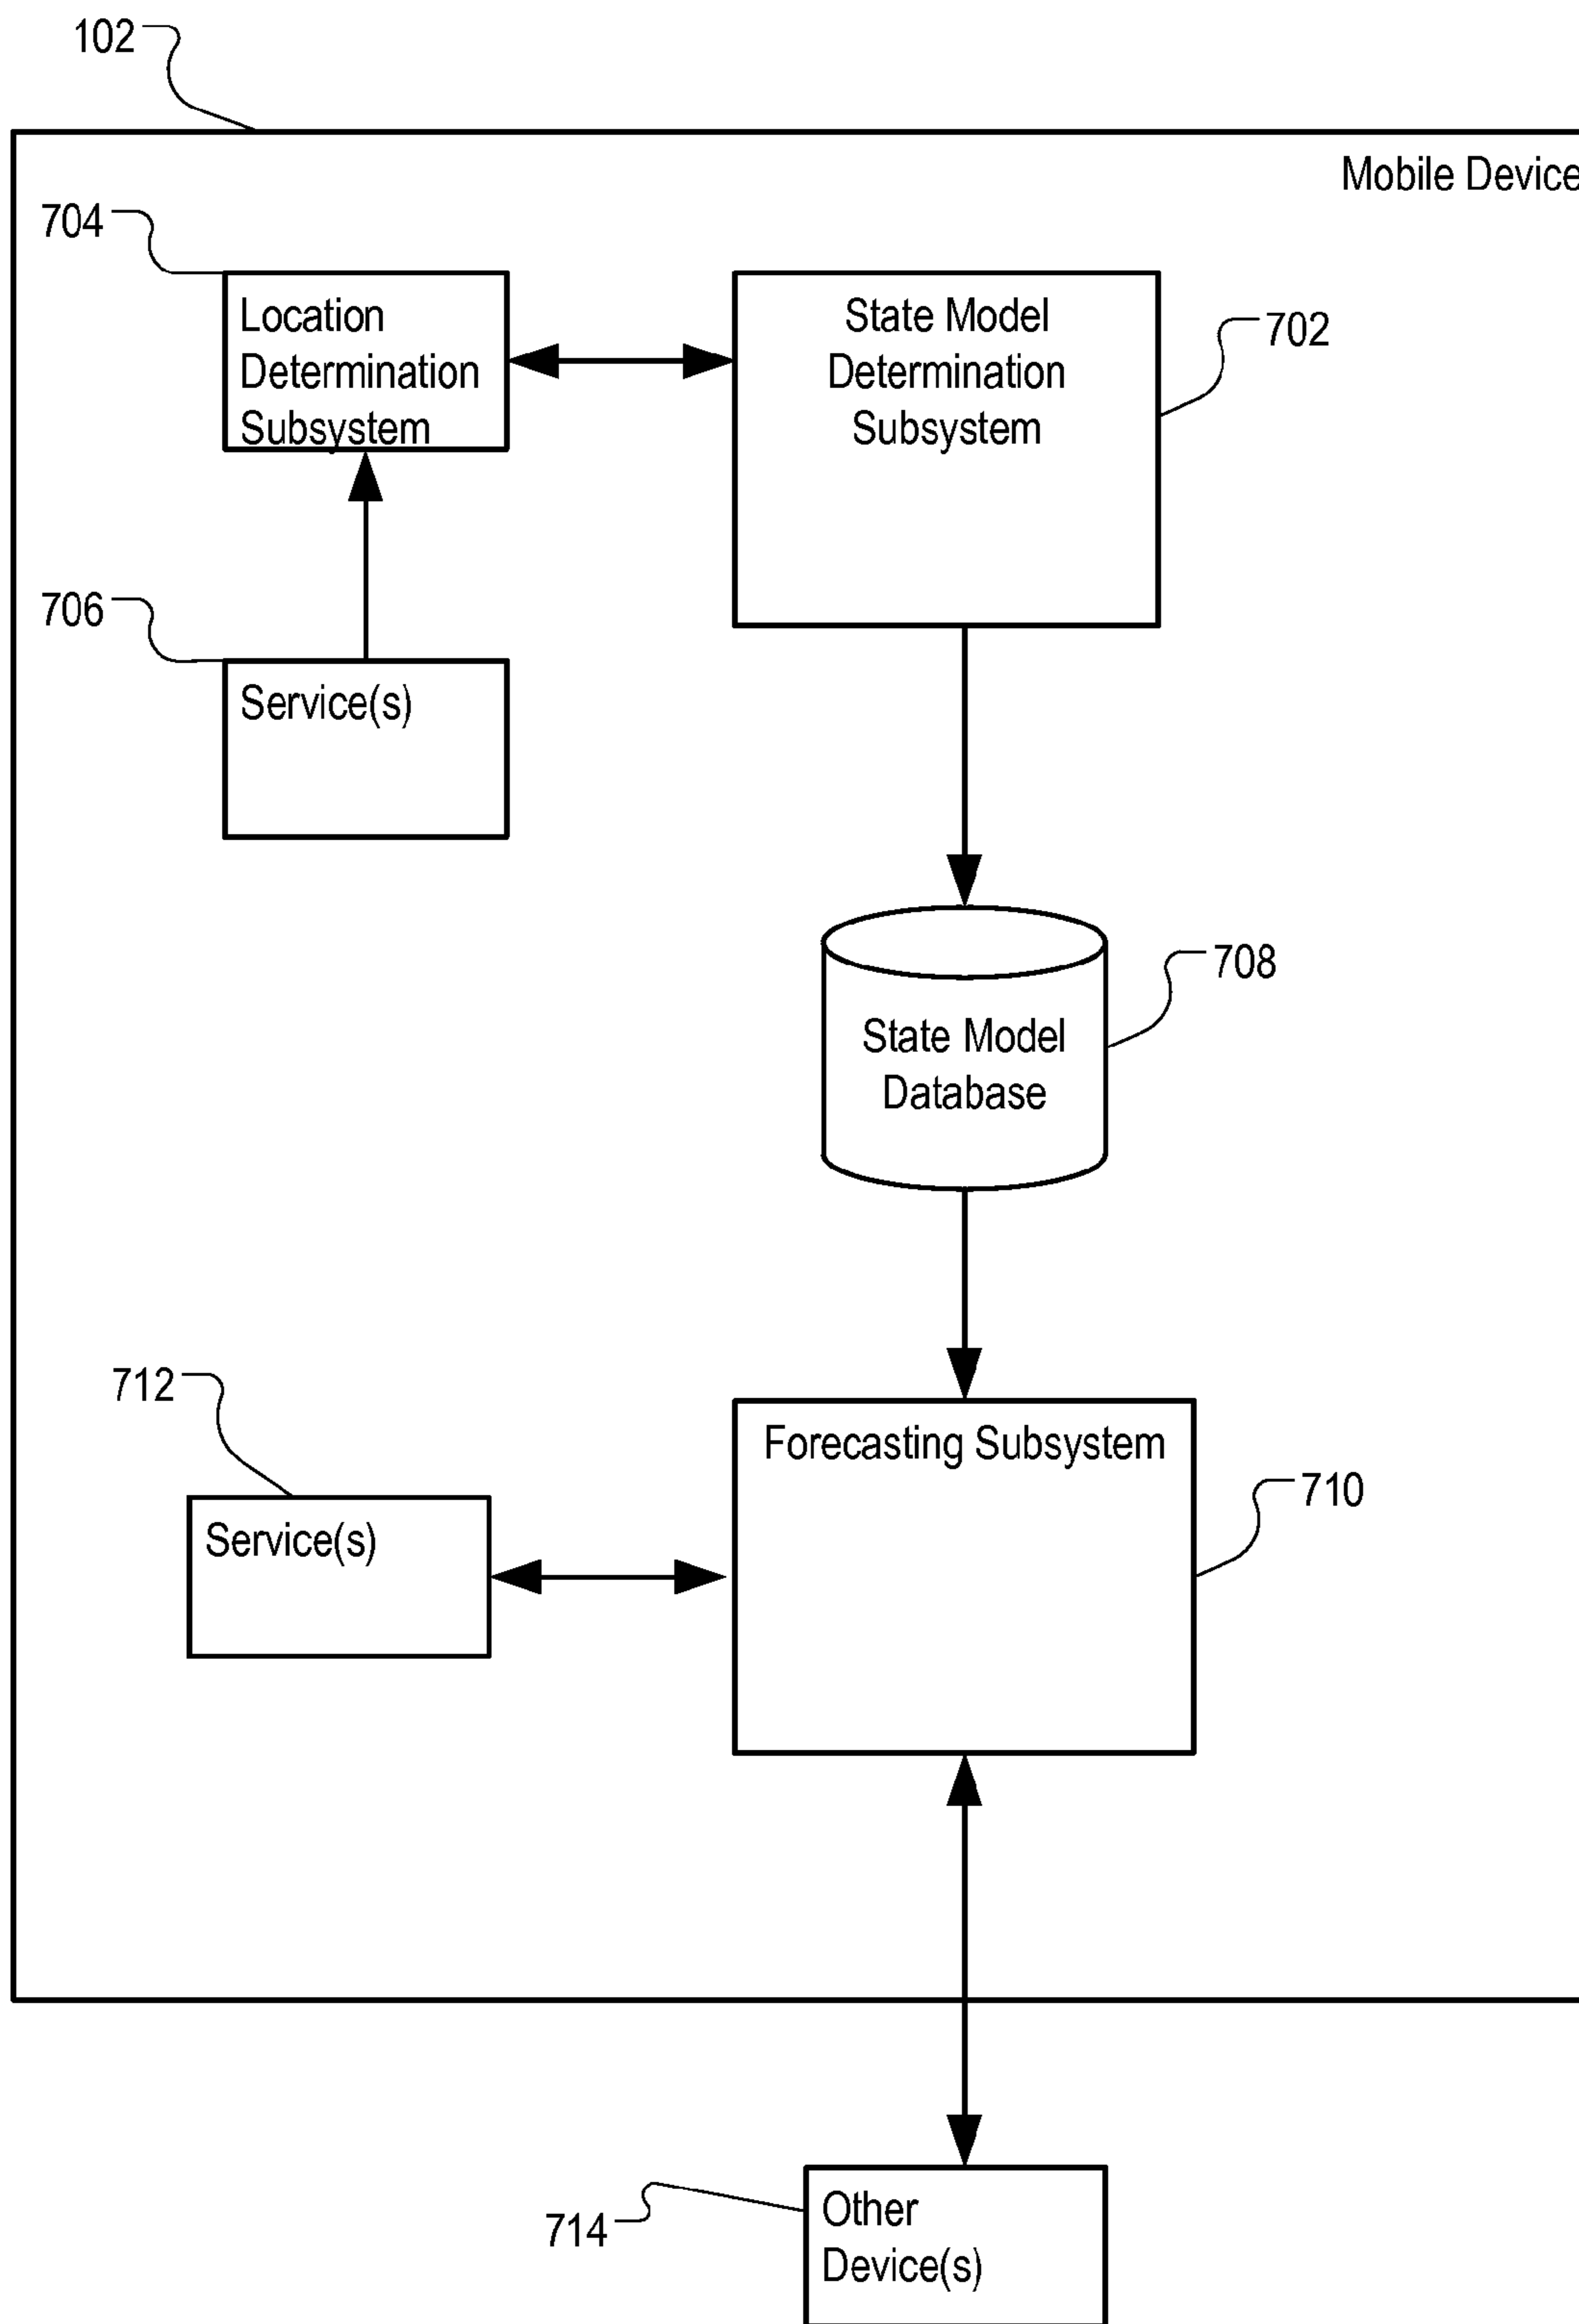 102
Mobile Device
704
Location
Determination
Subsystem
State Model
Determination
Subsystem
702
706
Service(s)
708
State Model
Database
712
Forecasting Subsystem
710
Service(s)
714
Other
Device(s)